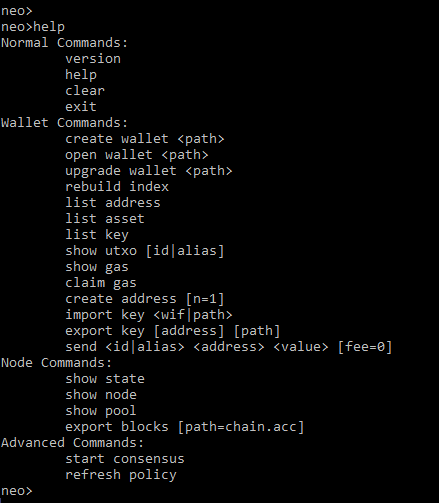 neo>
neo>help
Normal Commands:
version
help
clear
exit
Wallet Commands:
create wallet <path>
open wallet <path>
upgrade wallet <path>
rebuild index
list address
list asset
list key
show utxo [id|alias]
show gas
claim gas
create address [n=1]
import key <wif|path>
export key [address] [path]
send <id|alias> <address> <value> [fee=0]
Node Commands:
show state
show node
show pool
export blocks [path=chain.acc]
Advanced Commands:
start consensus
refresh policy
neo>